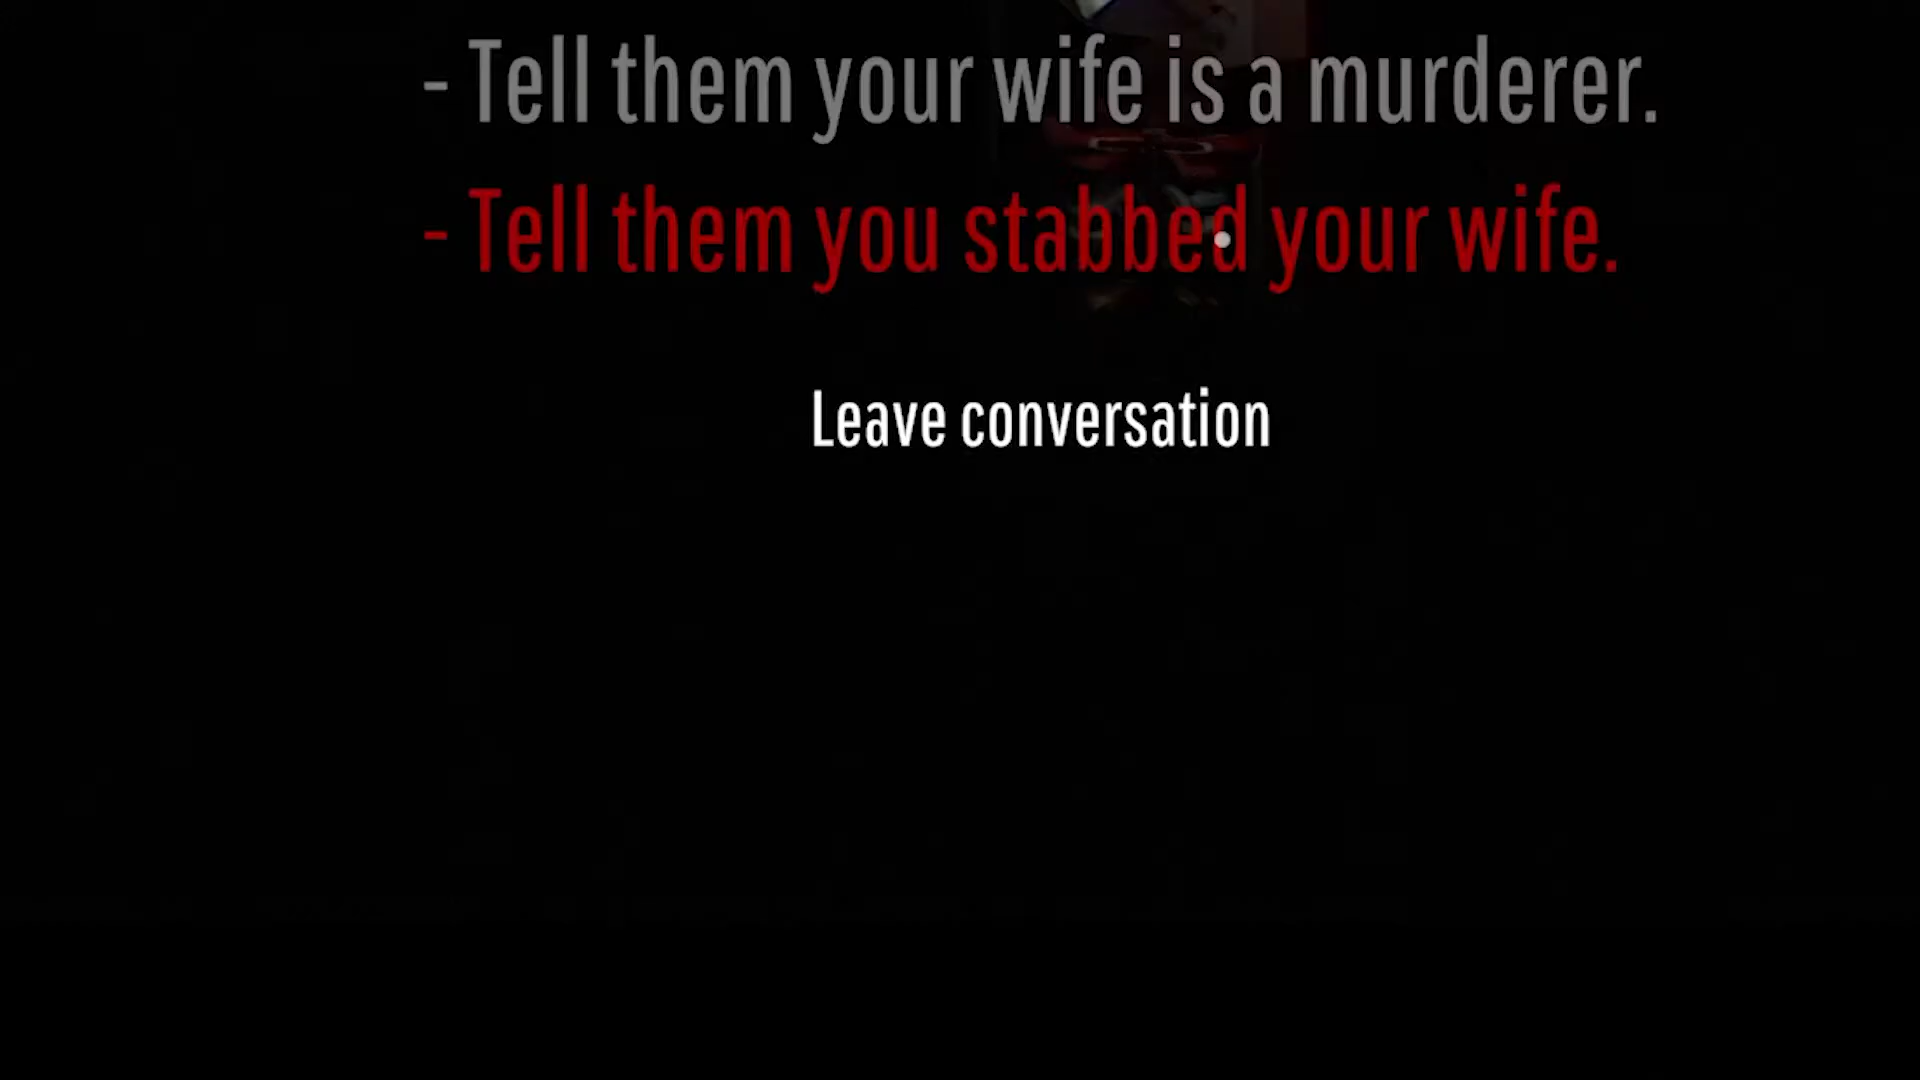 - Tell them your wife is a murderer.
- Tell them you stabbed your wife.
Leave conversation